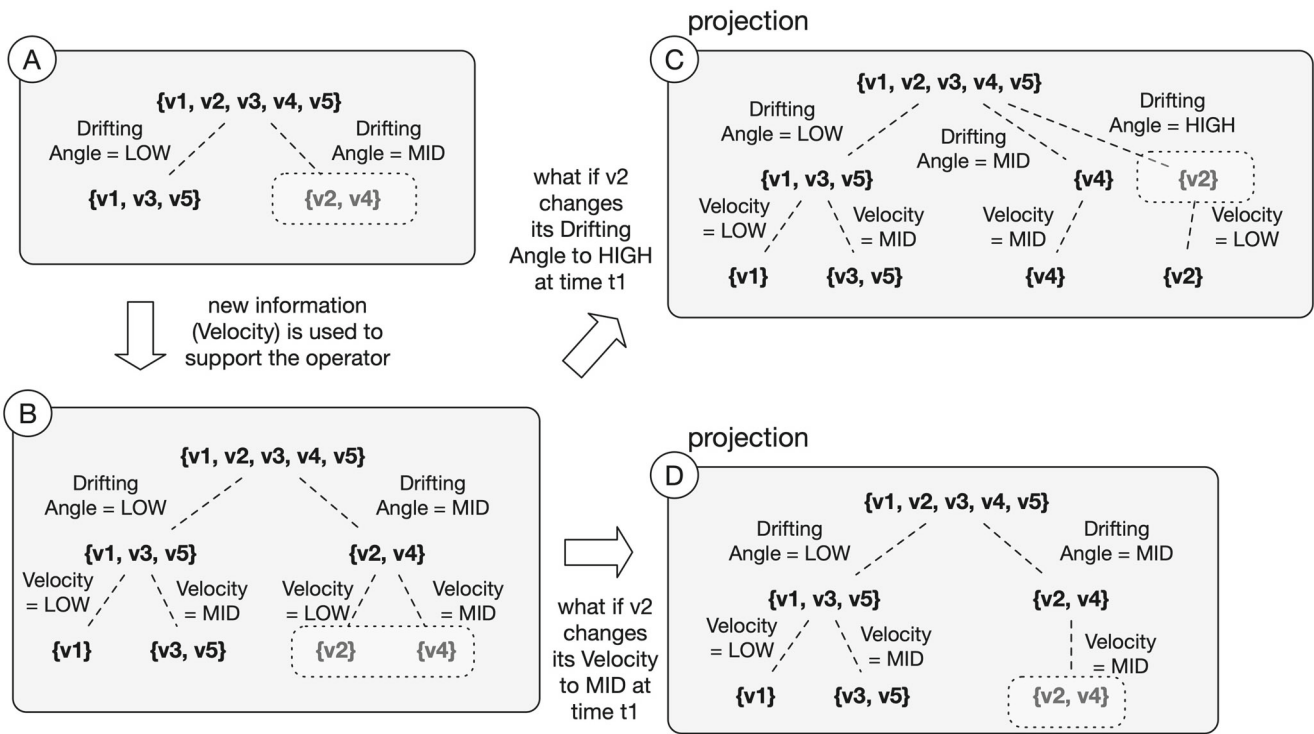 A
{v1, v2, v3, v4, v5}
Drifting
Angle = LOW
Drifting
Angle = MID
{v1, v3, v5}
{v2, v4}
new information
(Velocity) is used to
support the operator
B
{v1, v2, v3, v4, v5}
Drifting
Angle = LOW
Drifting
Angle = MID
{v1, v3, v5}
{v2, v4}
Velocity
= LOW
Velocity
= MID
Velocity
= LOW
Velocity
= MID
{v1}
{v3, v5}
{v2}
{v4}
what if v2
changes
its Drifting
Angle to HIGH
at time t1
projection
C
{v1, v2, v3, v4, v5}
Drifting
Angle = LOW
Drifting
Angle = MID
Drifting
Angle = HIGH
{v1, v3, v5}
{v4}
{v2}
Velocity
= LOW
Velocity
= MID
Velocity
= MID
Velocity
= LOW
{v1}
{v3, v5}
{v4}
{v2}
what if v2
changes
its Velocity
to MID at
time t1
projection
D
{v1, v2, v3, v4, v5}
Drifting
Angle = LOW
Drifting
Angle = MID
{v1, v3, v5}
{v2, v4}
Velocity
= LOW
Velocity
= MID
Velocity
= MID
{v1}
{v3, v5}
{v2, v4}